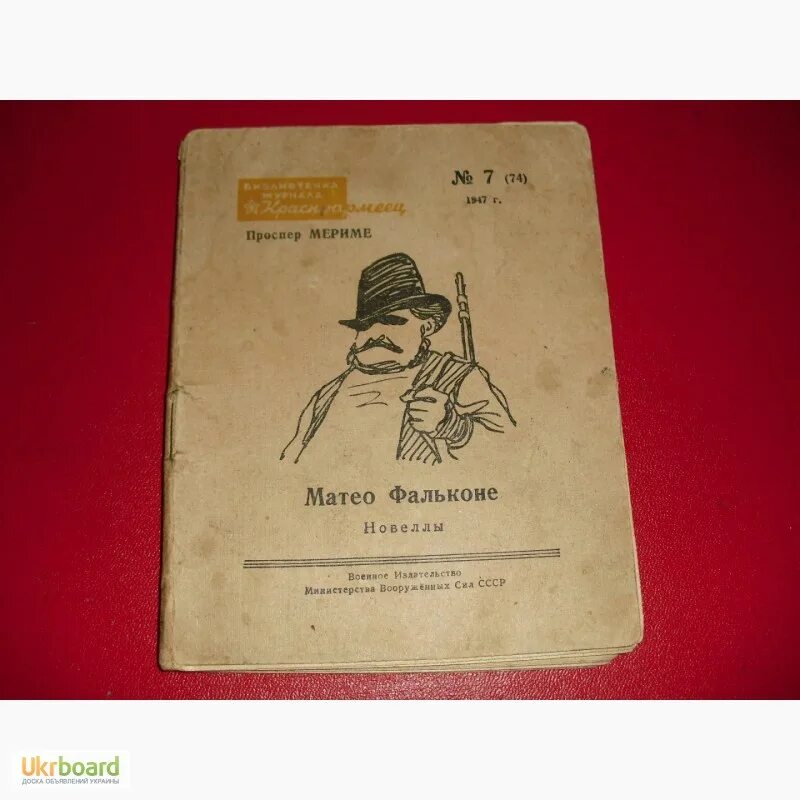 БИБЛИОТЕЧКА
ЖУРНАЛА
Красноармеец
№ 7 (74)
1947 г.
Проспер МЕРИМЕ
Матео Фальконе
Новеллы
Военное Издательство
Министерства Вооружённых Сил СССР
Ukrboard
ДОСКА ОБЪЯВЛЕНИЙ УКРАИНЫ